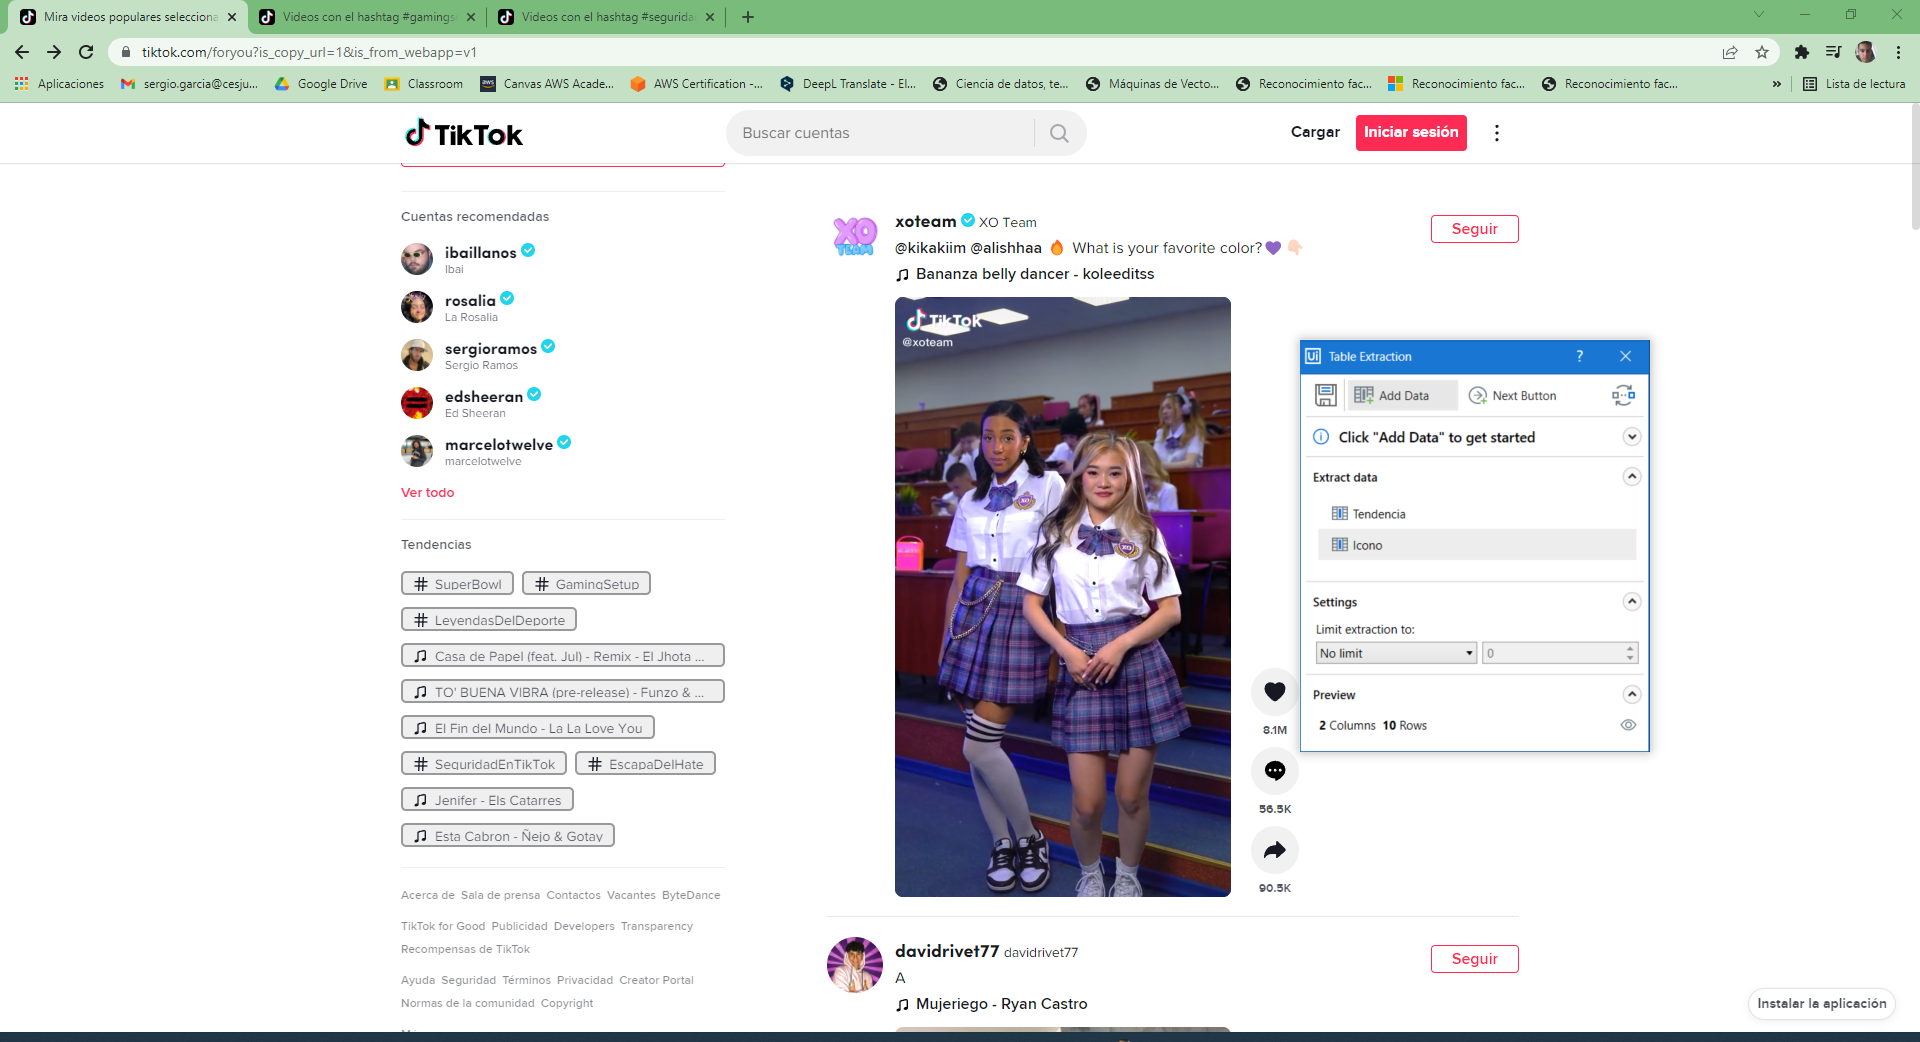 Mira videos populares selecciona
Videos con el hashtag #gamings
Videos con el hashtag #segurida
tiktok.com/foryou?is_copy_url=1&is_from_webapp=v1
Aplicaciones
sergio.garcia@cesju...
Google Drive
Classroom
Canvas AWS Acade...
AWS Certification -...
DeepL Translate - El...
Ciencia de datos, te...
Máquinas de Vecto...
Reconocimiento fac...
Reconocimiento fac...
Reconocimiento fac...
»
Lista de lectura
TikTok
Buscar cuentas
Cargar
Iniciar sesión
Cuentas recomendadas
ibaillanos
Ibai
rosalia
La Rosalia
sergioramos
Sergio Ramos
edsheeran
Ed Sheeran
marcelotwelve
marcelotwelve
Ver todo
Tendencias
# SuperBowl
# GamingSetup
# LeyendasDelDeporte
Casa de Papel (feat. Jul) - Remix - El Jhota ...
TO' BUENA VIBRA (pre-release) - Funzo & ...
El Fin del Mundo - La La Love You
# SeguridadEnTikTok
# EscapaDelHate
Jenifer - Els Catarres
Esta Cabron - Ñejo & Gotay
Acerca de Sala de prensa Contactos Vacantes ByteDance
TikTok for Good Publicidad Developers Transparency
Recompensas de TikTok
Ayuda Seguridad Términos Privacidad Creator Portal
Normas de la comunidad Copyright
XO TEAM
xoteam XO Team
Seguir
@kikakiim @alishhaa 🔥 What is your favorite color?💜👇🏻
Bananza belly dancer - koleeditss
TikTok
@xoteam
XO
XO
8.1M
56.5K
90.5K
davidrivet77 davidrivet77
Seguir
A
Mujeriego - Ryan Castro
Ui Table Extraction
?
Add Data
Next Button
Click "Add Data" to get started
Extract data
Tendencia
Icono
Settings
Limit extraction to:
No limit
0
Preview
2 Columns 10 Rows
Instalar la aplicación